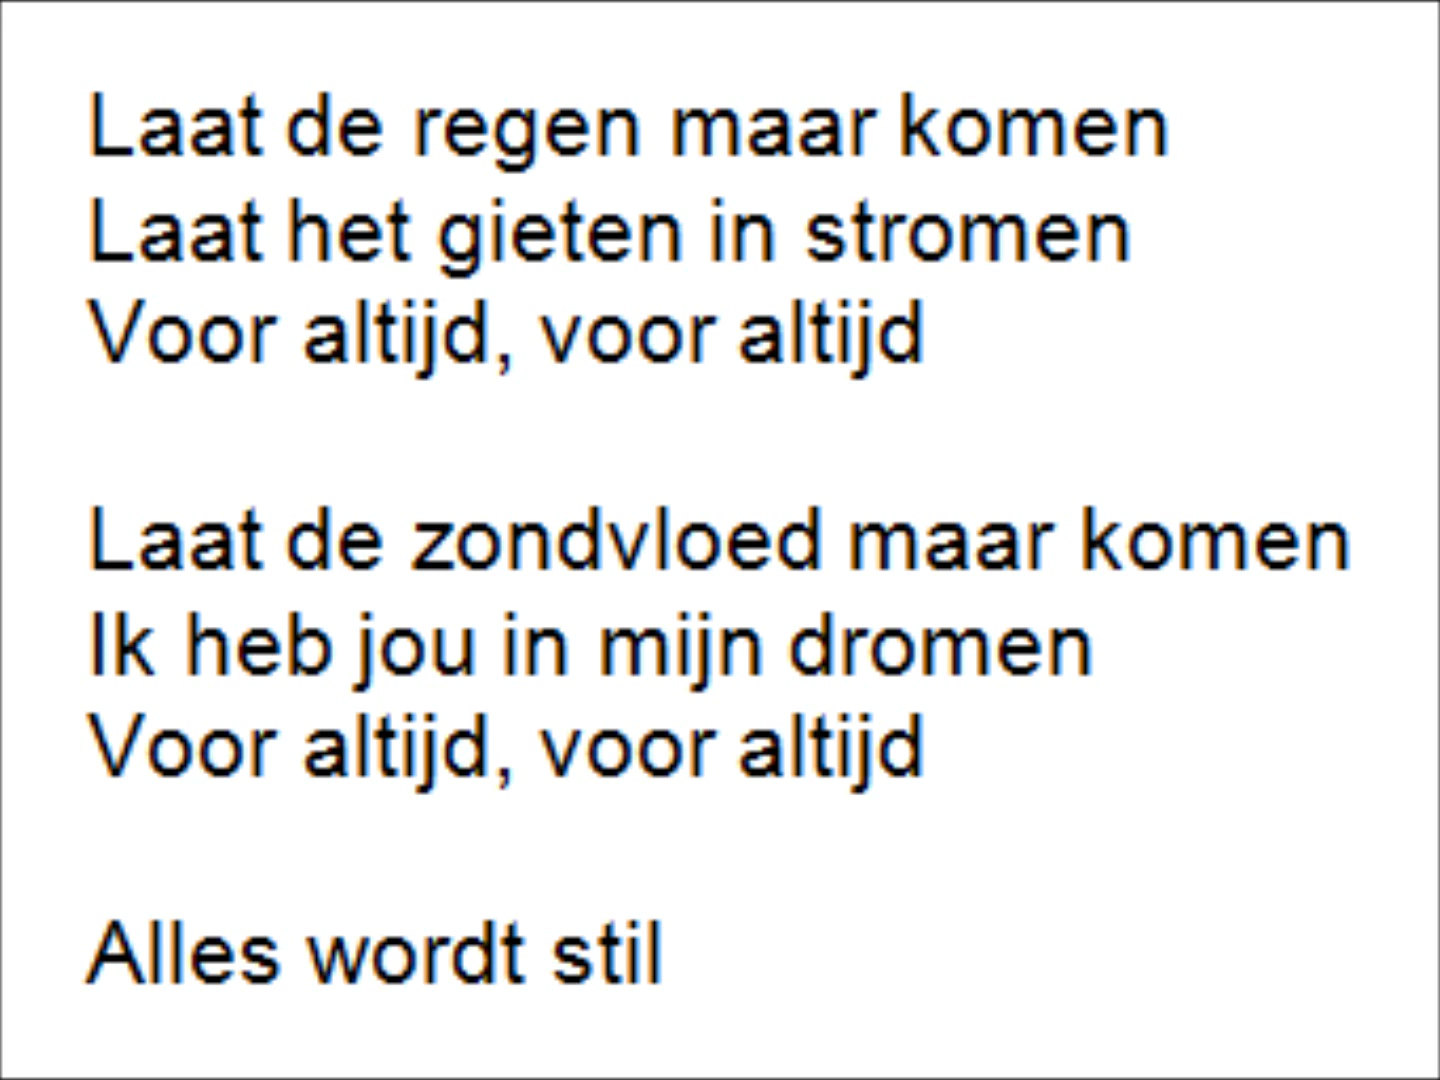 Laat de regen maar komen
Laat het gieten in stromen
Voor altijd, voor altijd
Laat de zondvloed maar komen
Ik heb jou in mijn dromen
Voor altijd, voor altijd
Alles wordt stil